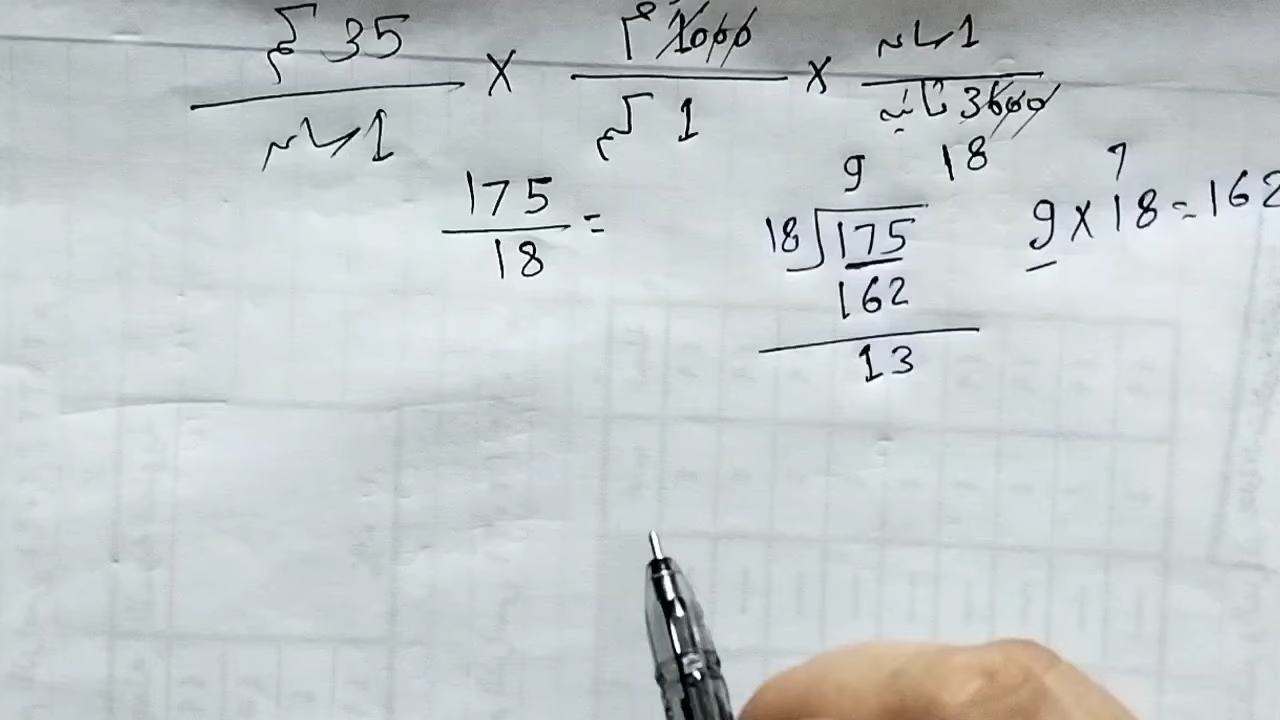 35 كم × 1000 م × 1 ساعة
1 ساعة 1 كم 3600 ثانية
5 18
175 = 9 7
18 18 175 9 × 18 = 162
162
13